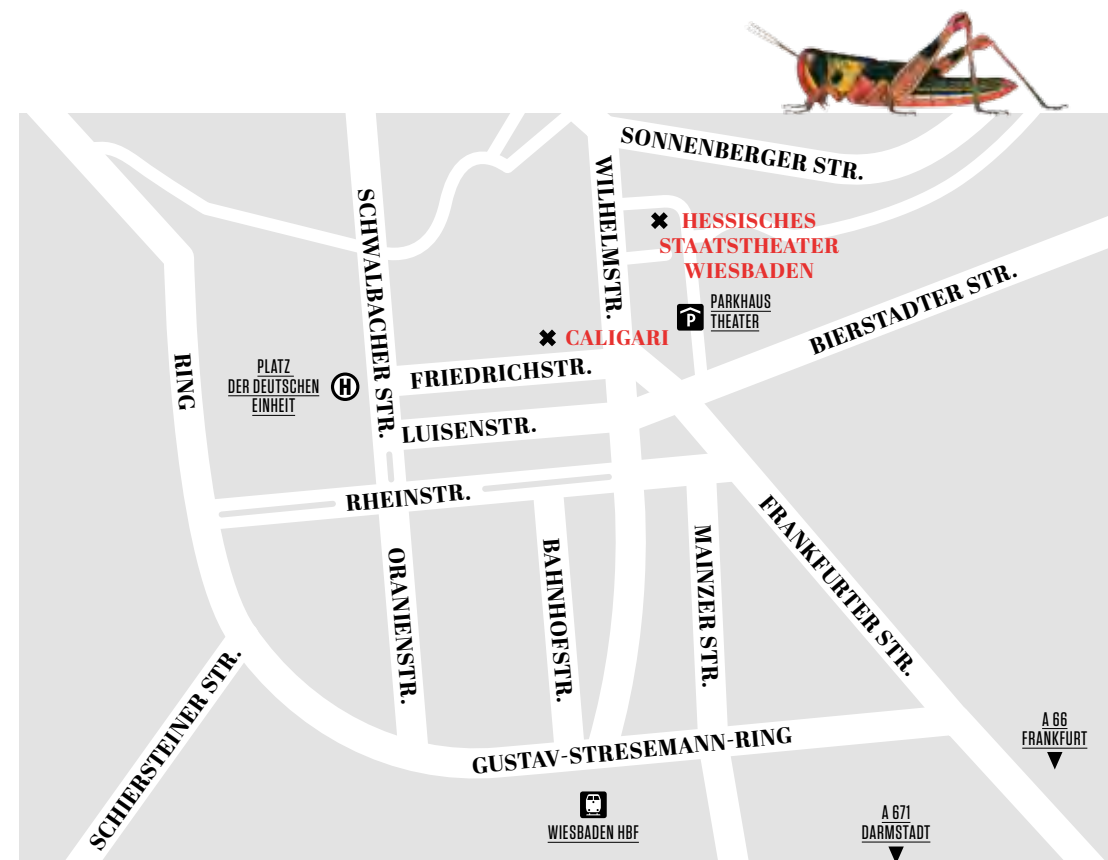 SONNENBERGER STR.
WILHELMSTR.
SCHWALBACHER STR.
HESSISCHES
STAATSTHEATER
WIESBADEN
P
PARKHAUS
THEATER
BIERSTADTER STR.
CALIGARI
RING
PLATZ
DER DEUTSCHEN
EINHEIT
H
FRIEDRICHSTR.
LUISENSTR.
RHEINSTR.
ORANIENSTR.
BAHNHOFSTR.
MAINZER STR.
FRANKFURTER STR.
SCHIERSTEINER STR.
GUSTAV-STRESEMANN-RING
A 66
FRANKFURT
WIESBADEN HBF
A 671
DARMSTADT